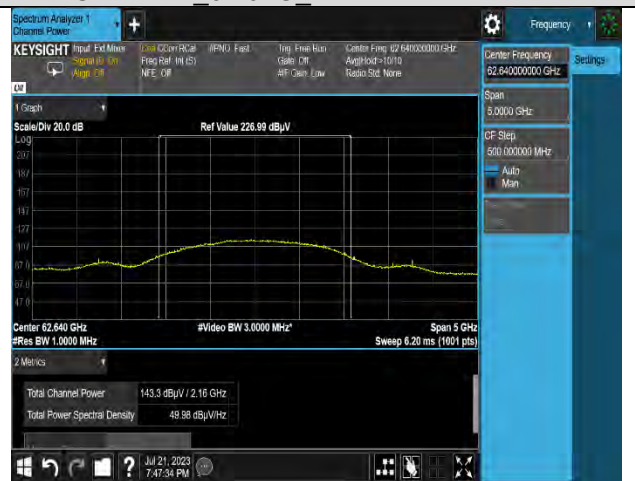 Spectrum Analyzer 1
Channel Power
Frequency
KEYSIGHT Input: Ext Mixer
Signal ID: On
Align: Off
CCorr RCal
Freq Ref: Int (S)
NFE: Off
#PNO: Fast
Trig: Free Run
Gate: Off
#IF Gain: Low
Center Freq: 62.640000000 GHz
Avg|Hold:>10/10
Radio Std: None
Center Frequency
62.640000000 GHz
Settings
Span
5.0000 GHz
CF Step
500.000000 MHz
Auto
Man
1 Graph
Scale/Div 20.0 dB
Ref Value 226.99 dBµV
Log
207
187
167
147
127
107
87.0
67.0
47.0
Center 62.640 GHz
#Video BW 3.0000 MHz*
Span 5 GHz
#Res BW 1.0000 MHz
Sweep 6.20 ms (1001 pts)
2 Metrics
Total Channel Power 143.3 dBµV / 2.16 GHz
Total Power Spectral Density 49.98 dBµV/Hz
?
Jul 21, 2023
7:47:34 PM